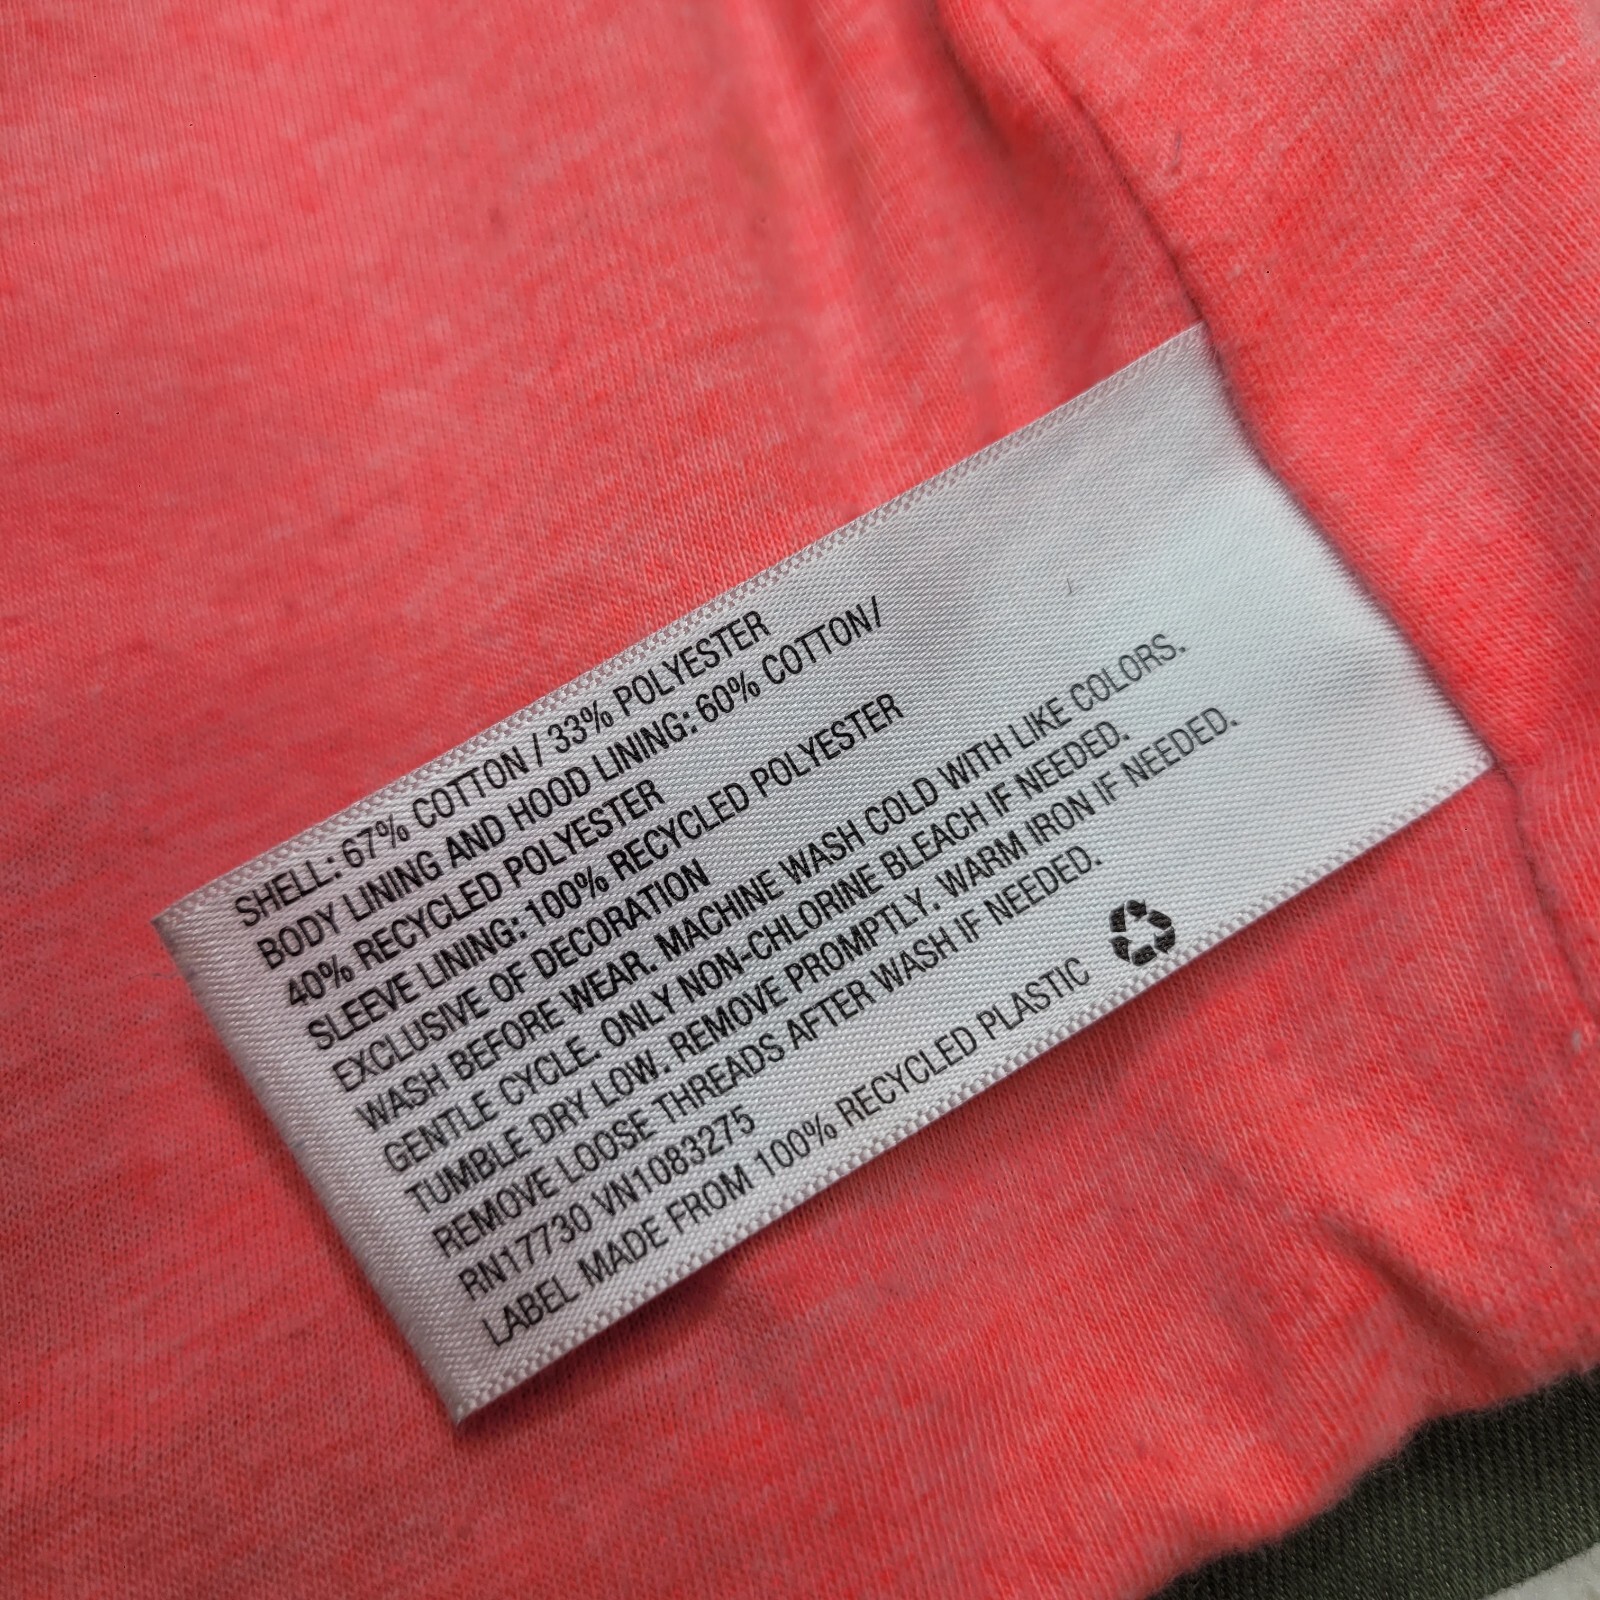 SHELL: 67% COTTON / 33% POLYESTER
BODY LINING AND HOOD LINING: 60% COTTON/
40% RECYCLED POLYESTER
SLEEVE LINING: 100% RECYCLED POLYESTER
EXCLUSIVE OF DECORATION
WASH BEFORE WEAR. MACHINE WASH COLD WITH LIKE COLORS.
GENTLE CYCLE. ONLY NON-CHLORINE BLEACH IF NEEDED.
TUMBLE DRY LOW. REMOVE PROMPTLY. WARM IRON IF NEEDED.
REMOVE LOOSE THREADS AFTER WASH IF NEEDED.
RN17730 VN1083275
LABEL MADE FROM 100% RECYCLED PLASTIC